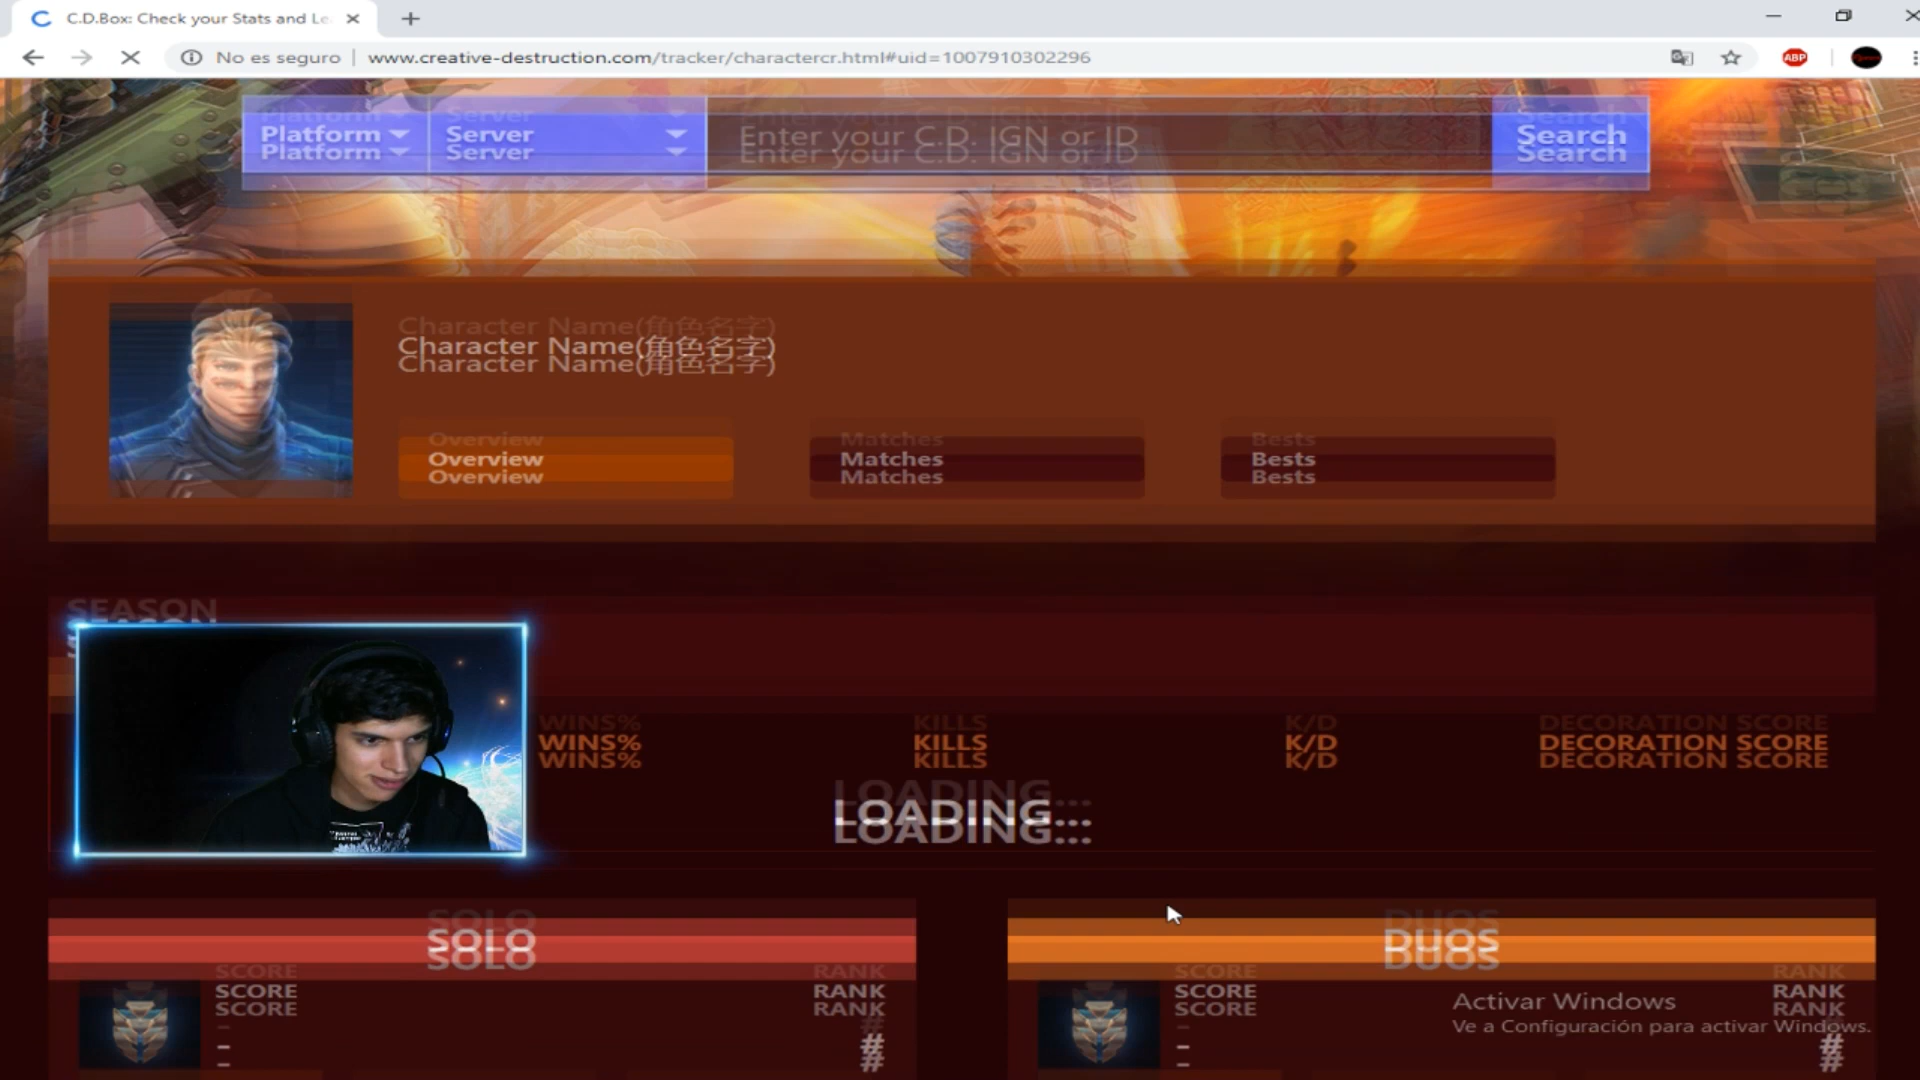 C.D.Box: Check your Stats and Le
No es seguro | www.creative-destruction.com/tracker/charactercr.html#uid=1007910302296
ABP
Platform Server Enter your C.D. IGN or ID Search
Character Name(角色名字)
Overview Matches Bests
SEASON
WINS% KILLS K/D DECORATION SCORE
LOADING...
SOLO DUOS
SCORE RANK SCORE RANK
- # - #
Activar Windows
Ve a Configuración para activar Windows.